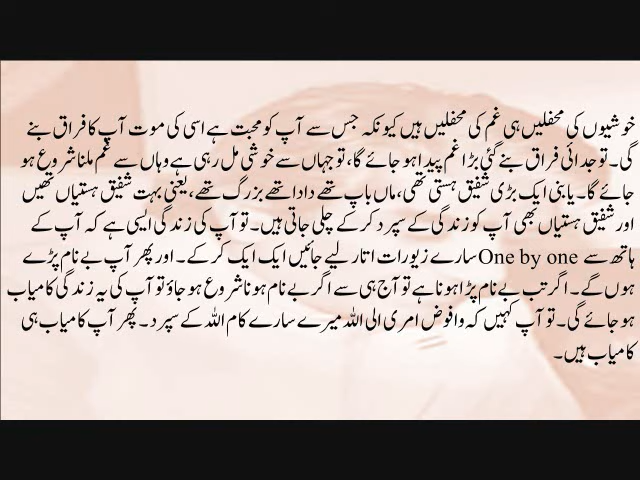 خوشیوں کی محفلیں ہی غم کی محفلیں ہیں کیونکہ جس سے آپ کو محبت ہے اسی کی موت آپ کا فراق بنے
گی۔ تو جدائی فراق بنے گئی بڑا غم پیدا ہو جائے گا، تو جہاں سے خوشی مل رہی ہے وہاں سے غم ملنا شروع ہو
جائے گا۔ یا بنی ایک بڑی شفیق ہستی تھی، ماں باپ تھے دادا تھے بزرگ تھے، یعنی بہت شفیق ہستیاں تھیں
اور شفیق ہستیاں بھی آپ کو زندگی کے سپرد کر کے چلی جاتی ہیں۔ تو آپ کی زندگی ایسی ہے کہ آپ کے
ہاتھ سے One by one سارے زیورات اتار لیے جائیں ایک ایک کر کے۔ اور پھر آپ بے نام پڑے
ہوں گے۔ اگر تب بے نام پڑا ہونا ہے تو آج ہی سے اگر بے نام ہونا شروع ہو جاؤ تو آپ کی یہ زندگی کامیاب
ہو جائے گی۔ تو آپ کہیں کہ وافوض امری الی اللہ میرے سارے کام اللہ کے سپرد۔ پھر آپ کامیاب ہی
کامیاب ہیں۔